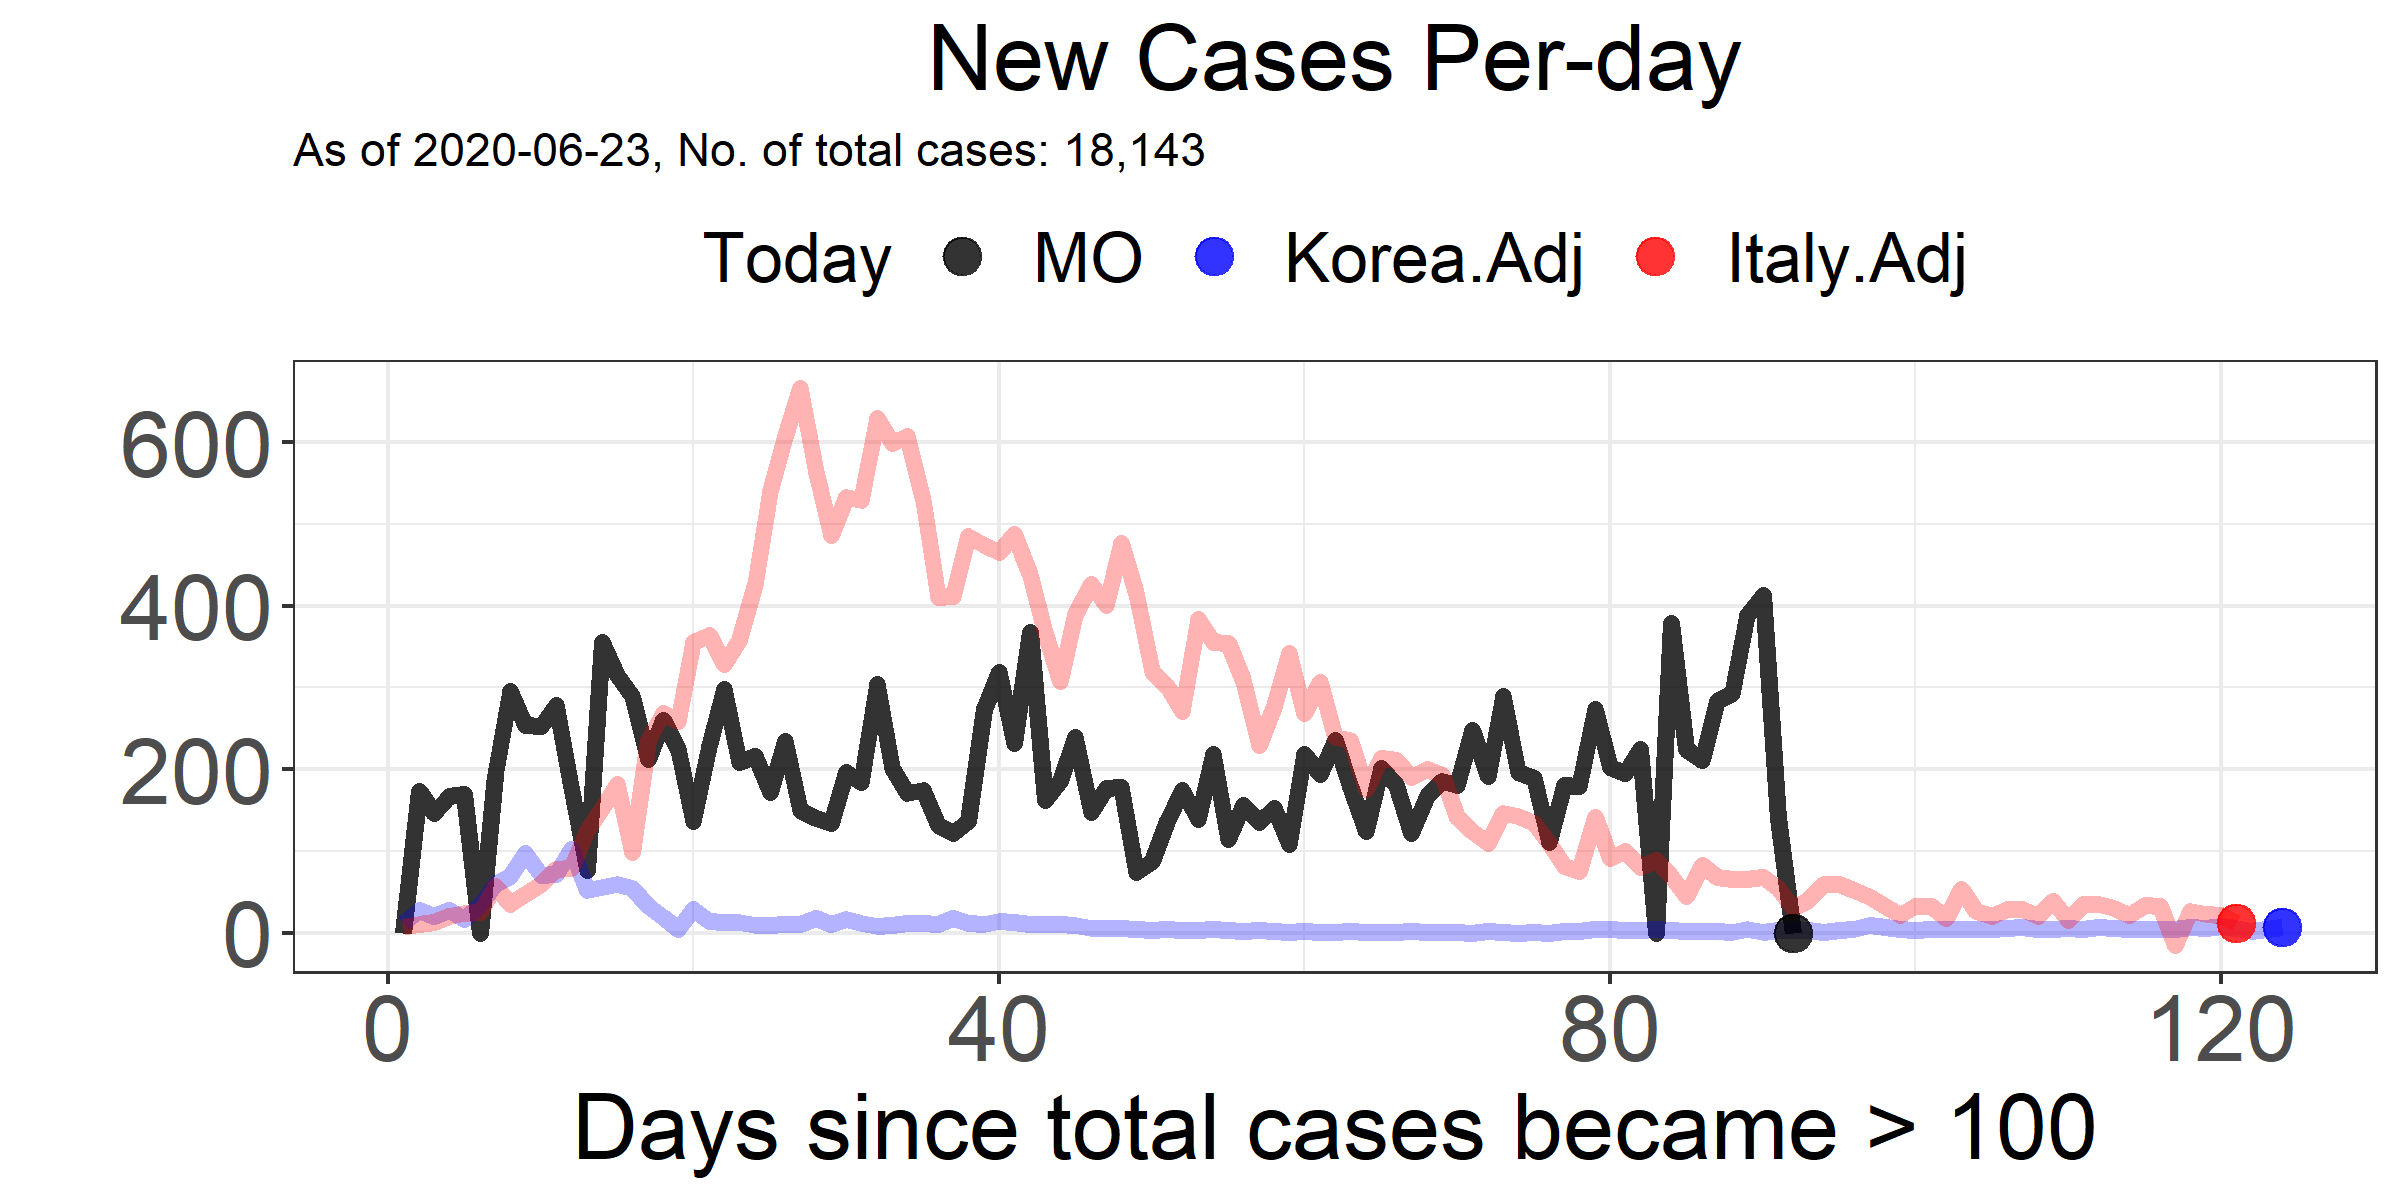 New Cases Per-day
As of 2020-06-23, No. of total cases: 18,143
Today MO Korea.Adj Italy.Adj
600
400
200
0
0 40 80 120
Days since total cases became > 100